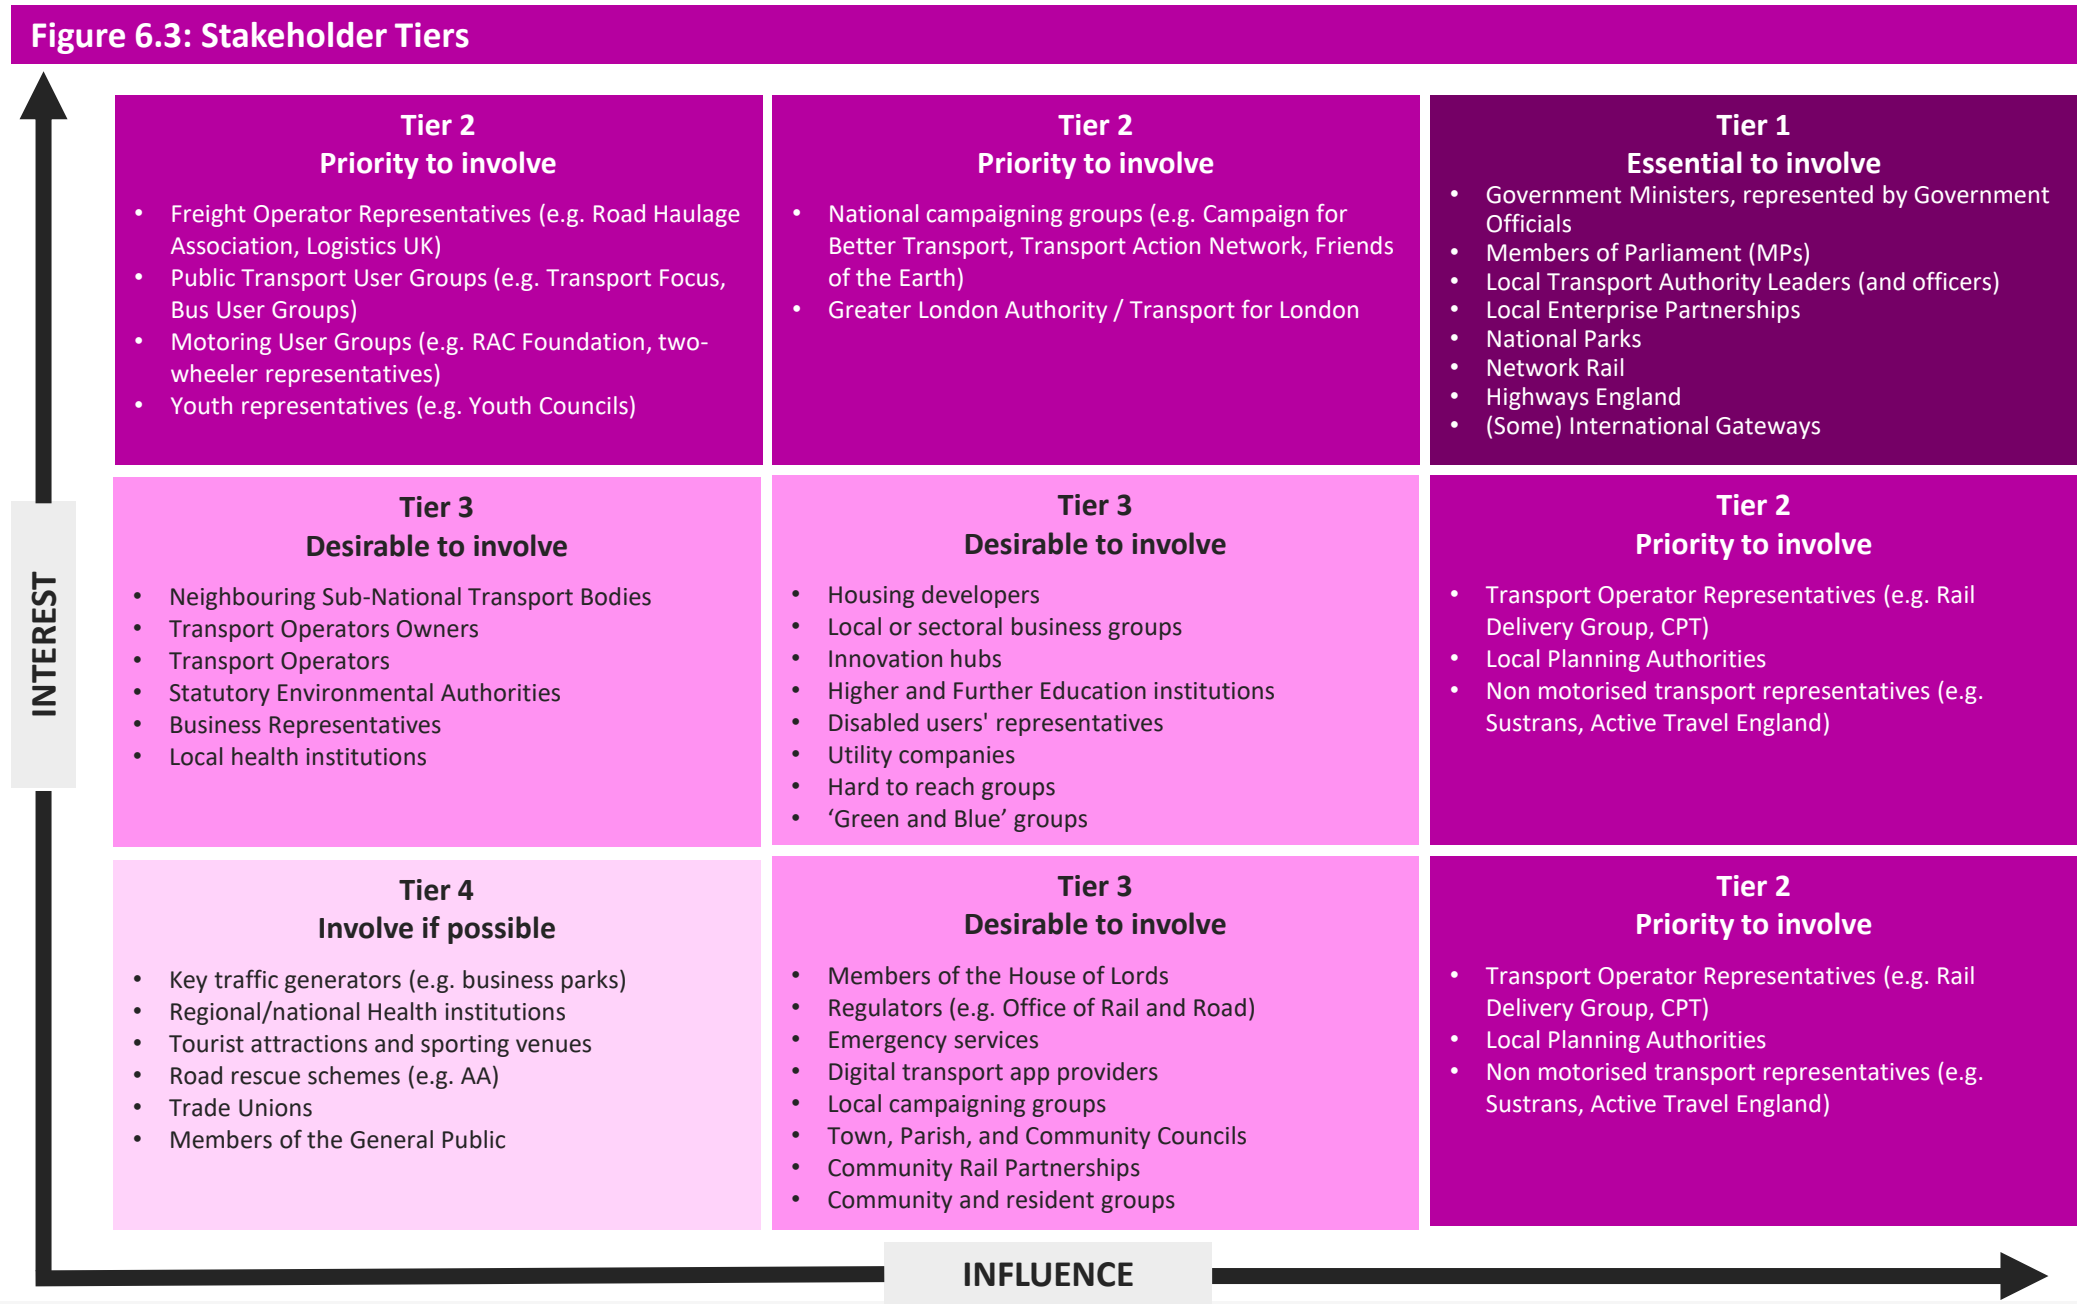 Figure 6.3: Stakeholder Tiers
Tier 2
Priority to involve
• Freight Operator Representatives (e.g. Road Haulage
Association, Logistics UK)
• Public Transport User Groups (e.g. Transport Focus,
Bus User Groups)
• Motoring User Groups (e.g. RAC Foundation, two-
wheeler representatives)
• Youth representatives (e.g. Youth Councils)
Tier 2
Priority to involve
• National campaigning groups (e.g. Campaign for
Better Transport, Transport Action Network, Friends
of the Earth)
• Greater London Authority / Transport for London
Tier 1
Essential to involve
• Government Ministers, represented by Government
Officials
• Members of Parliament (MPs)
• Local Transport Authority Leaders (and officers)
• Local Enterprise Partnerships
• National Parks
• Network Rail
• Highways England
• (Some) International Gateways
INTEREST
Tier 3
Desirable to involve
• Neighbouring Sub-National Transport Bodies
• Transport Operators Owners
• Transport Operators
• Statutory Environmental Authorities
• Business Representatives
• Local health institutions
Tier 3
Desirable to involve
• Housing developers
• Local or sectoral business groups
• Innovation hubs
• Higher and Further Education institutions
• Disabled users' representatives
• Utility companies
• Hard to reach groups
• ‘Green and Blue’ groups
Tier 2
Priority to involve
• Transport Operator Representatives (e.g. Rail
Delivery Group, CPT)
• Local Planning Authorities
• Non motorised transport representatives (e.g.
Sustrans, Active Travel England)
Tier 4
Involve if possible
• Key traffic generators (e.g. business parks)
• Regional/national Health institutions
• Tourist attractions and sporting venues
• Road rescue schemes (e.g. AA)
• Trade Unions
• Members of the General Public
Tier 3
Desirable to involve
• Members of the House of Lords
• Regulators (e.g. Office of Rail and Road)
• Emergency services
• Digital transport app providers
• Local campaigning groups
• Town, Parish, and Community Councils
• Community Rail Partnerships
• Community and resident groups
Tier 2
Priority to involve
• Transport Operator Representatives (e.g. Rail
Delivery Group, CPT)
• Local Planning Authorities
• Non motorised transport representatives (e.g.
Sustrans, Active Travel England)
INFLUENCE